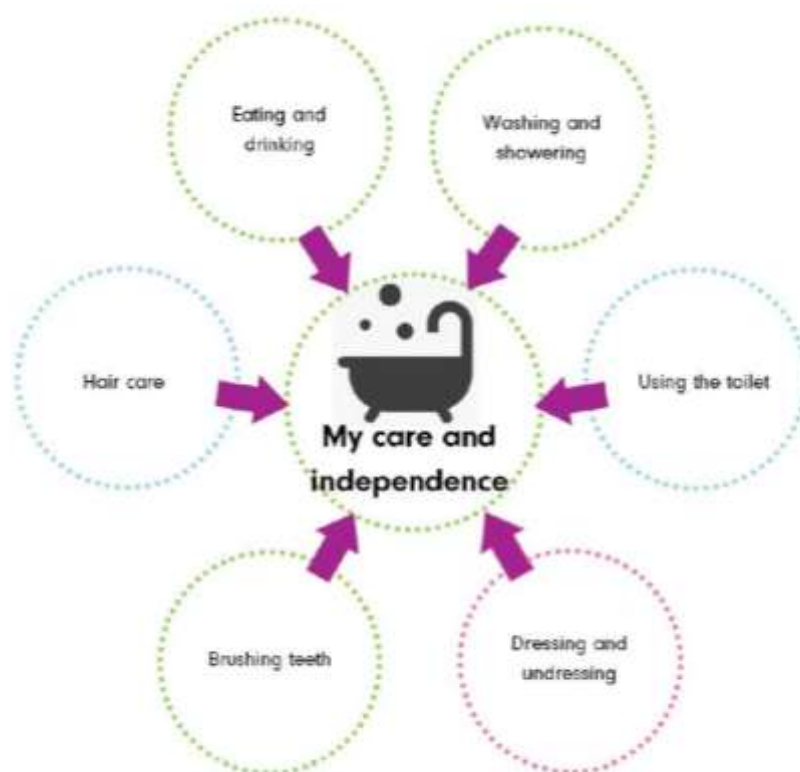 Eating and
drinking
Washing and
showering
Hair care
Using the toilet
My care and
independence
Brushing teeth
Dressing and
undressing